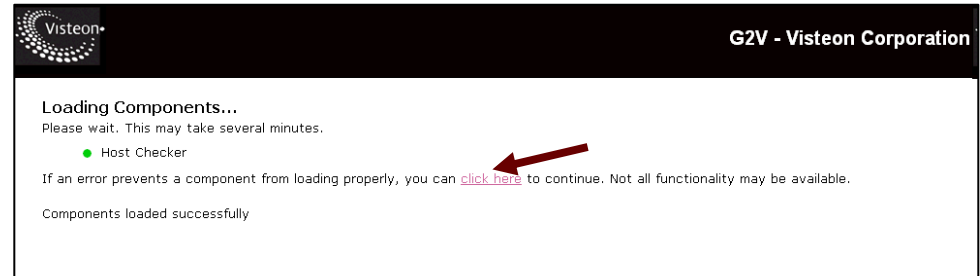 Visteon
G2V - Visteon Corporation
Loading Components...
Please wait. This may take several minutes.
Host Checker
If an error prevents a component from loading properly, you can click here to continue. Not all functionality may be available.
Components loaded successfully